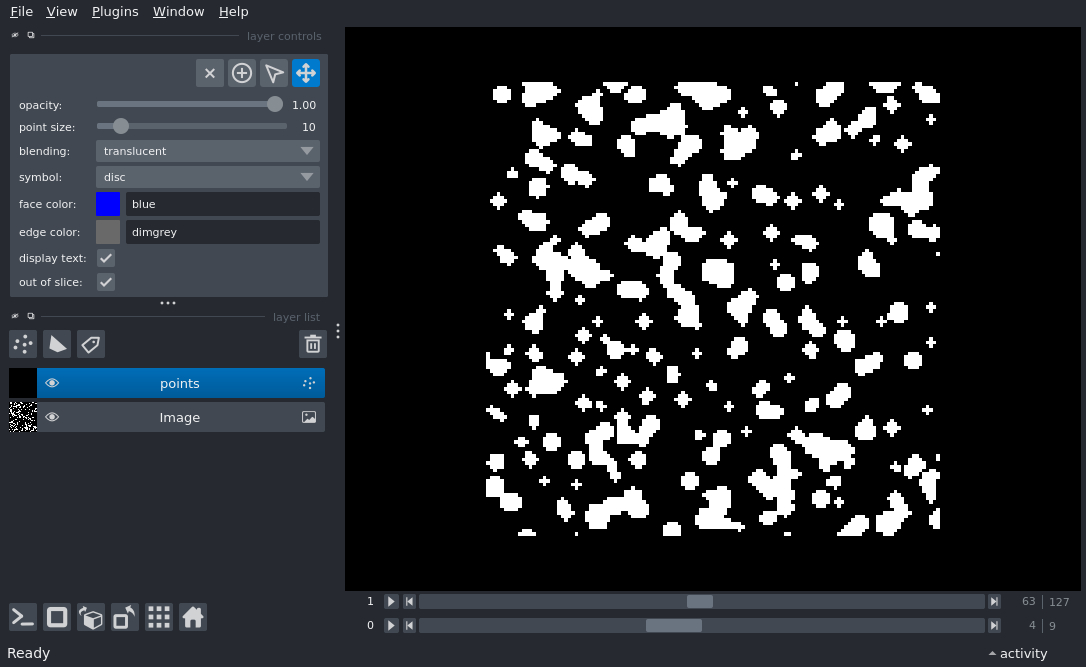 File View Plugins Window Help
layer controls
opacity: 1.00
point size: 10
blending: translucent
symbol: disc
face color: blue
edge color: dimgrey
display text:
out of slice:
layer list
points
Image
1 63 | 127
0 4 | 9
Ready activity